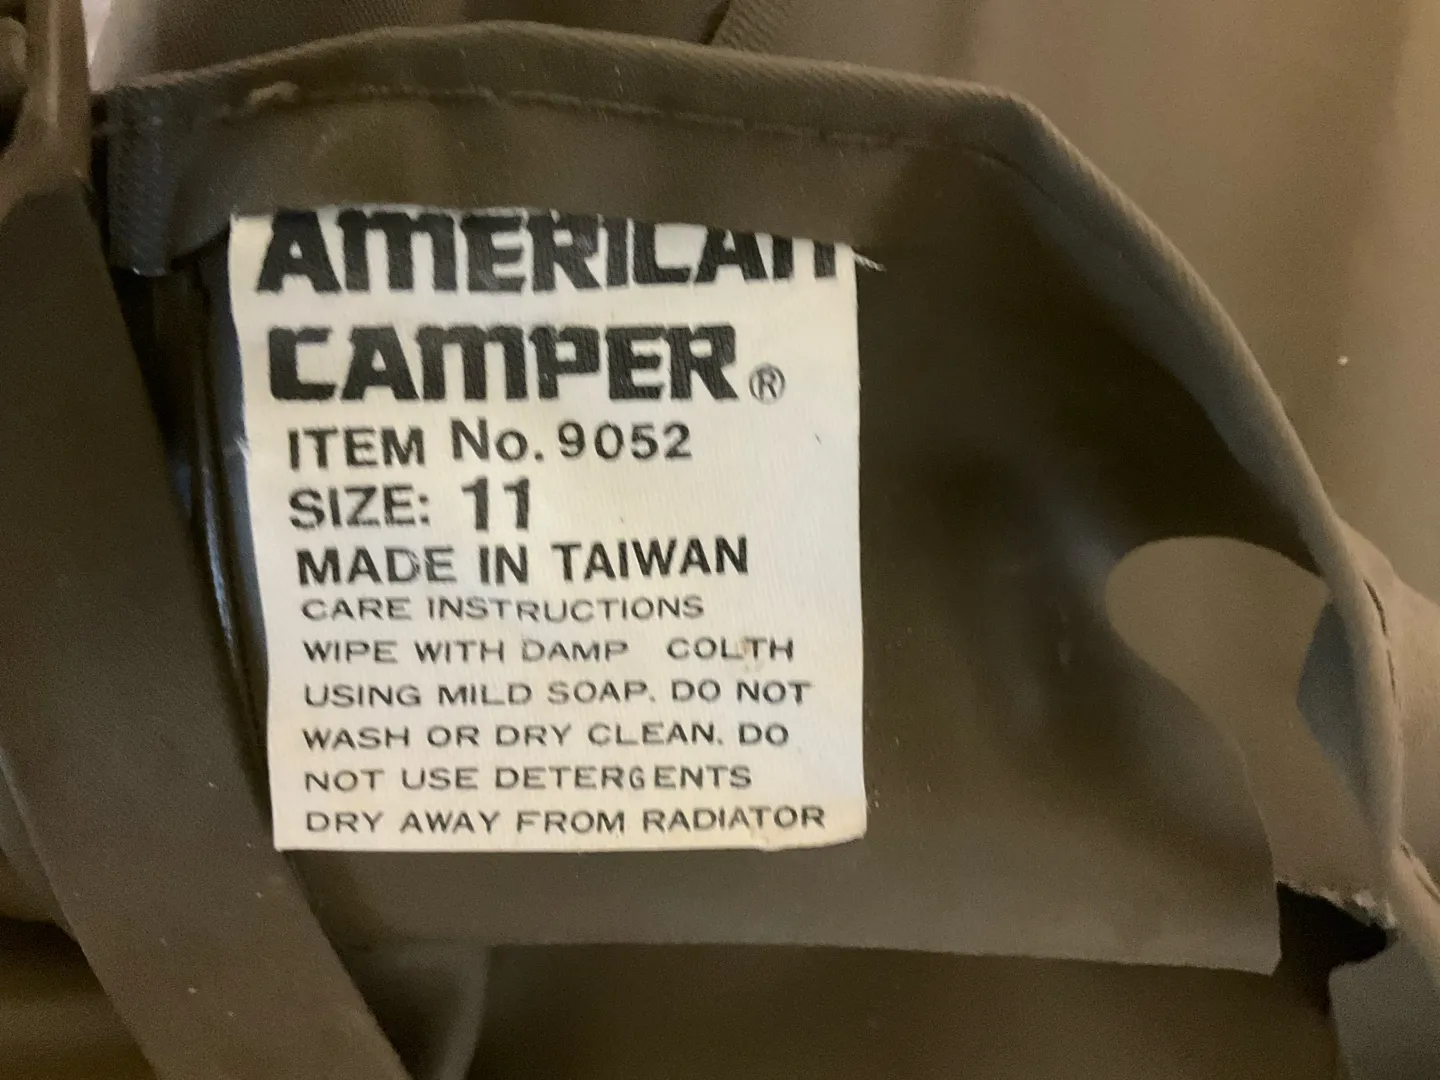 AMERICAN
CAMPER®
ITEM No. 9052
SIZE: 11
MADE IN TAIWAN
CARE INSTRUCTIONS
WIPE WITH DAMP COLTH
USING MILD SOAP. DO NOT
WASH OR DRY CLEAN. DO
NOT USE DETERGENTS
DRY AWAY FROM RADIATOR